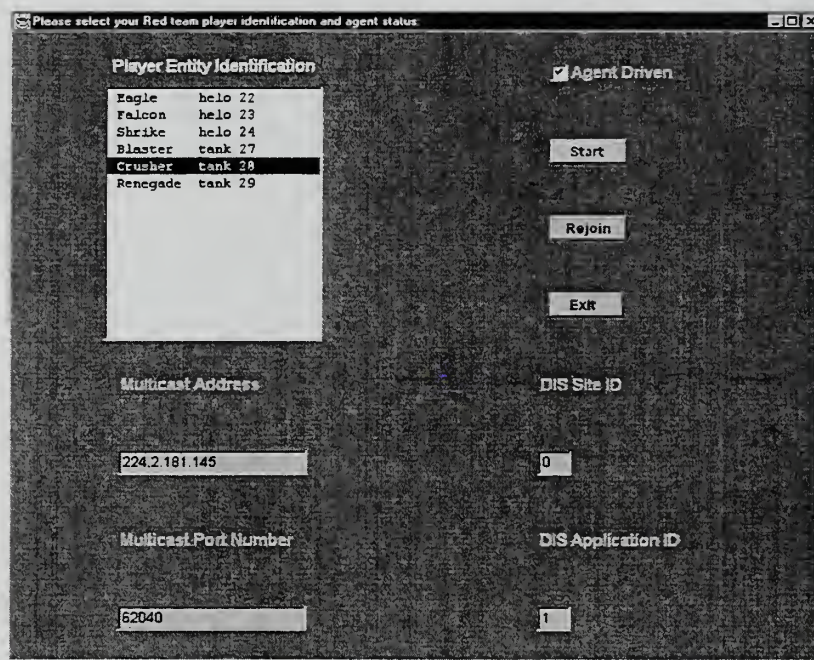 Please select your Red team player identification and agent status:
Player Entity Identification
Eagle helo 22
Falcon helo 23
Shrike helo 24
Blaster tank 27
Crusher tank 28
Renegade tank 29
Agent Driven
Start
Rejoin
Exit
Multicast Address
DIS Site ID
224.2.181.145
0
Multicast Port Number
DIS Application ID
62040
1